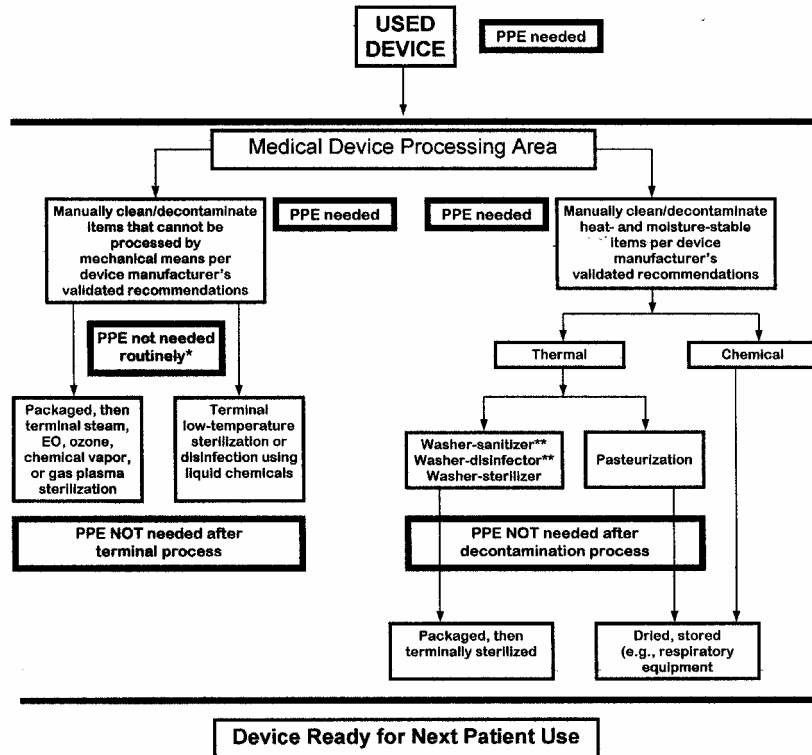 USED
DEVICE
PPE needed
Medical Device Processing Area
Manually clean/decontaminate
items that cannot be
processed by
mechanical means per
device manufacturer's
validated recommendations
PPE needed
PPE needed
Manually clean/decontaminate
heat- and moisture-stable
items per device
manufacturer's
validated recommendations
PPE not needed
routinely*
Thermal
Chemical
Packaged, then
terminal steam,
EO, ozone,
chemical vapor,
or gas plasma
sterilization
Terminal
low-temperature
sterilization or
disinfection using
liquid chemicals
Washer-sanitizer**
Washer-disinfector**
Washer-sterilizer
Pasteurization
PPE NOT needed after
terminal process
PPE NOT needed after
decontamination process
Packaged, then
terminally sterilized
Dried, stored
(e.g., respiratory
equipment
Device Ready for Next Patient Use